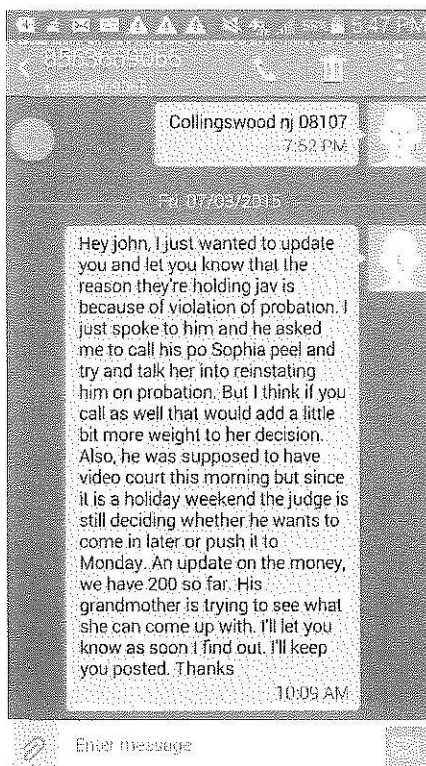 5:47 PM
Collingswood nj 08107
7:52 PM
Fri 07/03/2015
Hey john, I just wanted to update
you and let you know that the
reason they're holding jav is
because of violation of probation. I
just spoke to him and he asked
me to call his po Sophia peel and
try and talk her into reinstating
him on probation. But I think if you
call as well that would add a little
bit more weight to her decision.
Also, he was supposed to have
video court this morning but since
it is a holiday weekend the judge is
still deciding whether he wants to
come in later or push it to
Monday. An update on the money,
we have 200 so far. His
grandmother is trying to see what
she can come up with. I'll let you
know as soon I find out. I'll keep
you posted. Thanks
10:09 AM
Enter message